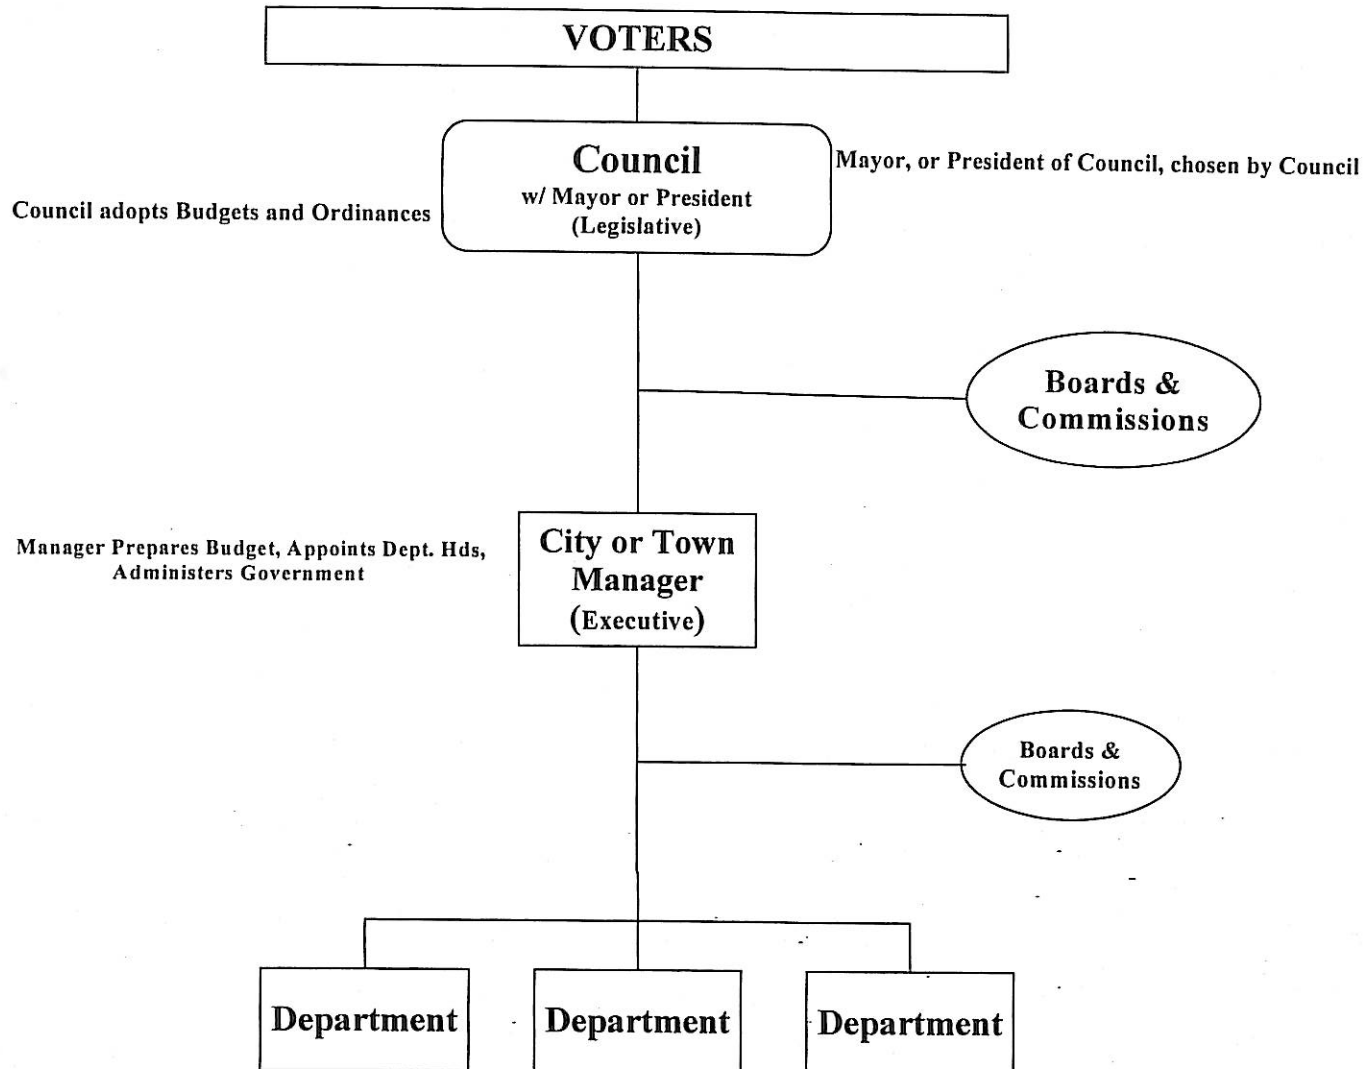 VOTERS
Council
w/ Mayor or President
(Legislative)
Mayor, or President of Council, chosen by Council
Council adopts Budgets and Ordinances
Boards &
Commissions
City or Town
Manager
(Executive)
Manager Prepares Budget, Appoints Dept. Hds,
Administers Government
Boards &
Commissions
Department
Department
Department